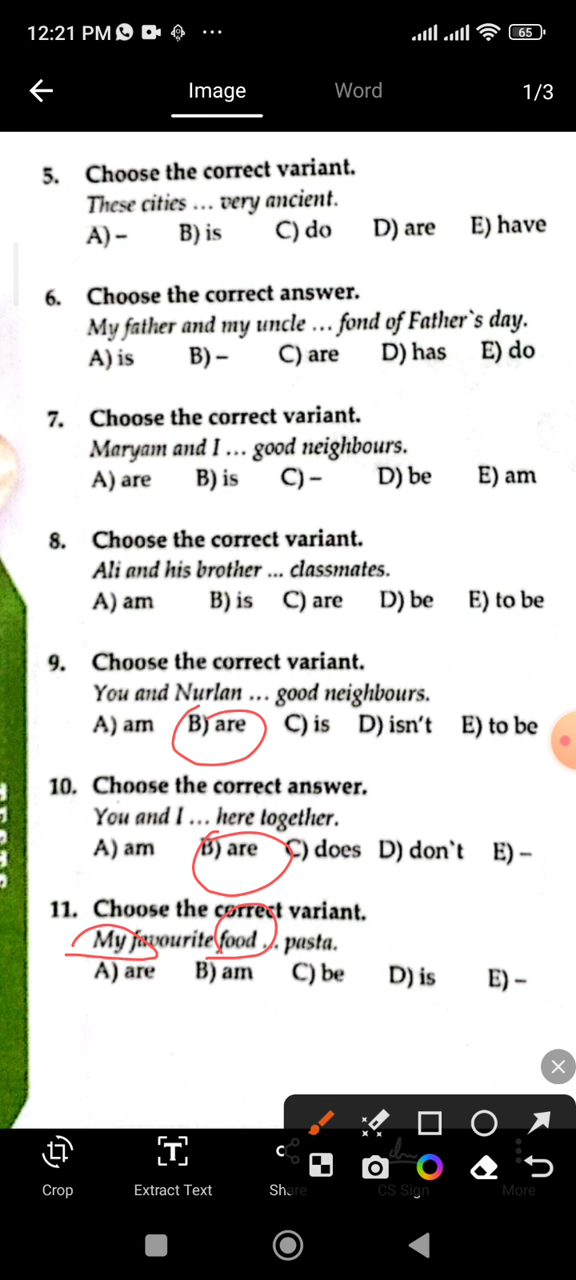 12:21 PM ... 65
Image Word 1/3
5. Choose the correct variant.
These cities ... very ancient.
A) – B) is C) do D) are E) have
6. Choose the correct answer.
My father and my uncle ... fond of Father`s day.
A) is B) – C) are D) has E) do
7. Choose the correct variant.
Maryam and I ... good neighbours.
A) are B) is C) – D) be E) am
8. Choose the correct variant.
Ali and his brother ... classmates.
A) am B) is C) are D) be E) to be
9. Choose the correct variant.
You and Nurlan ... good neighbours.
A) am B) are C) is D) isn't E) to be
10. Choose the correct answer.
You and I ... here together.
A) am B) are C) does D) don`t E) –
11. Choose the correct variant.
My favourite food ... pasta.
A) are B) am C) be D) is E) –
Crop Extract Text Share CS Sign More